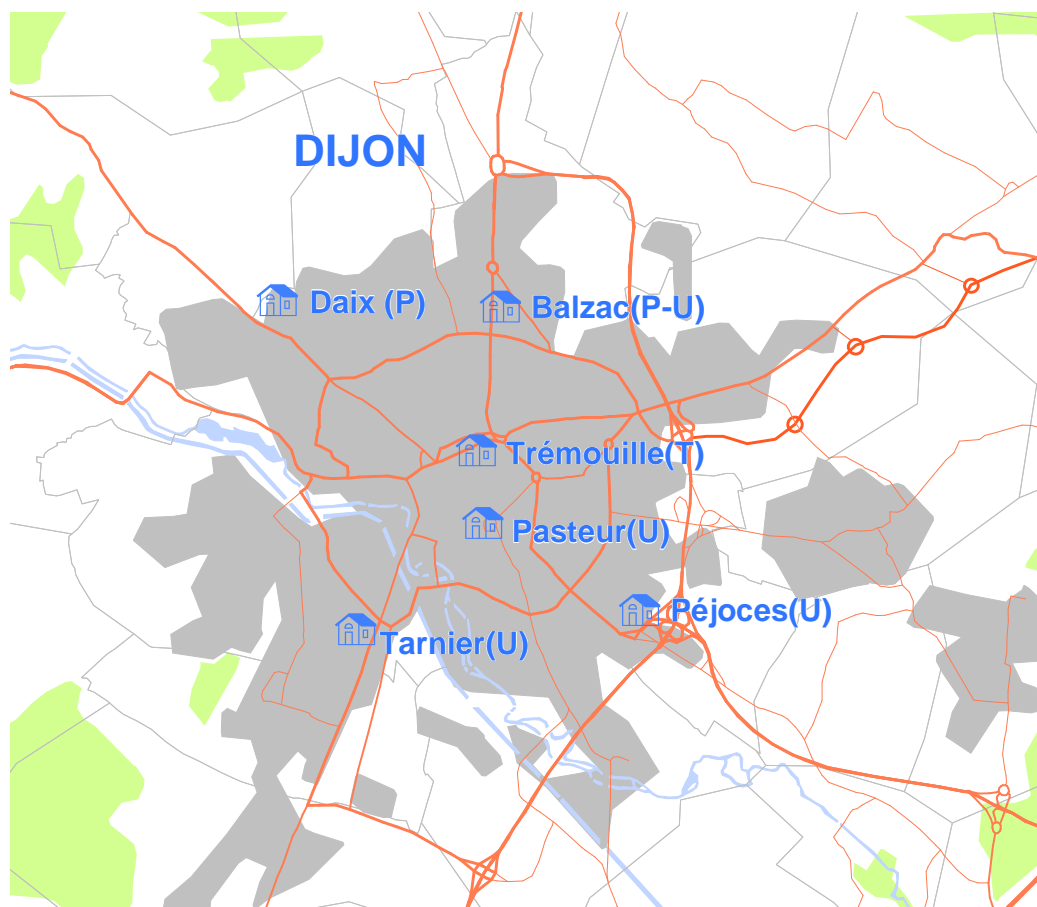 DIJON
Daix (P)
Balzac(P-U)
Trémouille(T)
Pasteur(U)
Péjoces(U)
Tarnier(U)